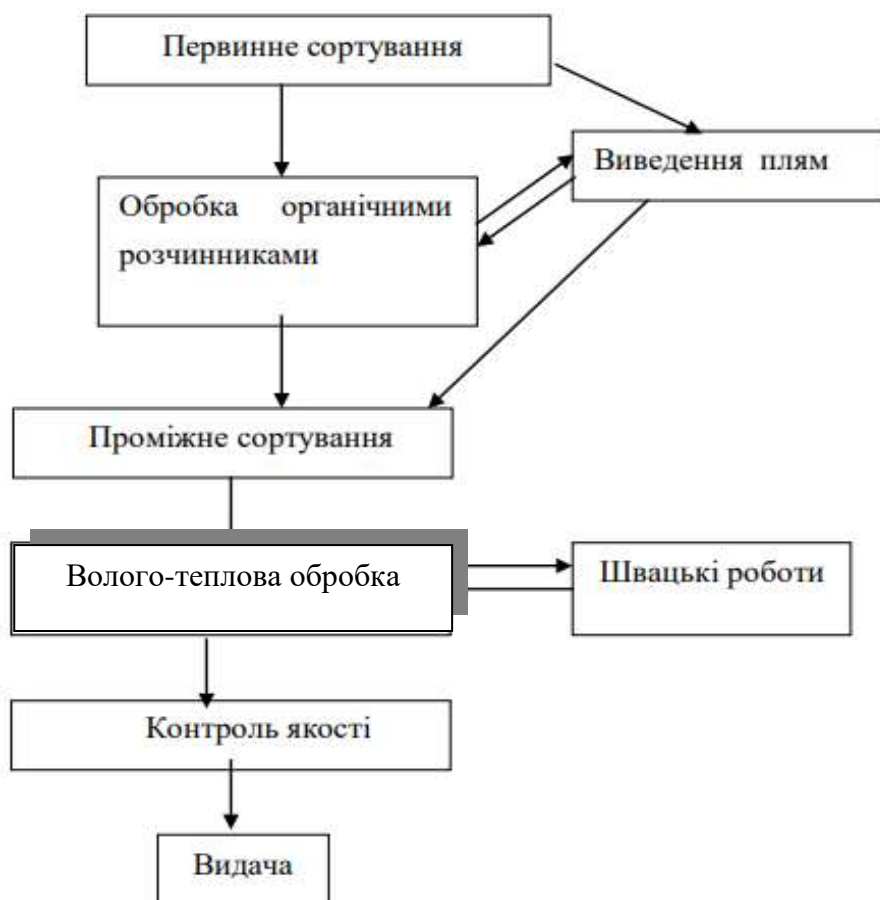 Первинне сортування
Виведення плям
Обробка органічними
розчинниками
Проміжне сортування
Волого-теплова обробка
Швацькі роботи
Контроль якості
Видача